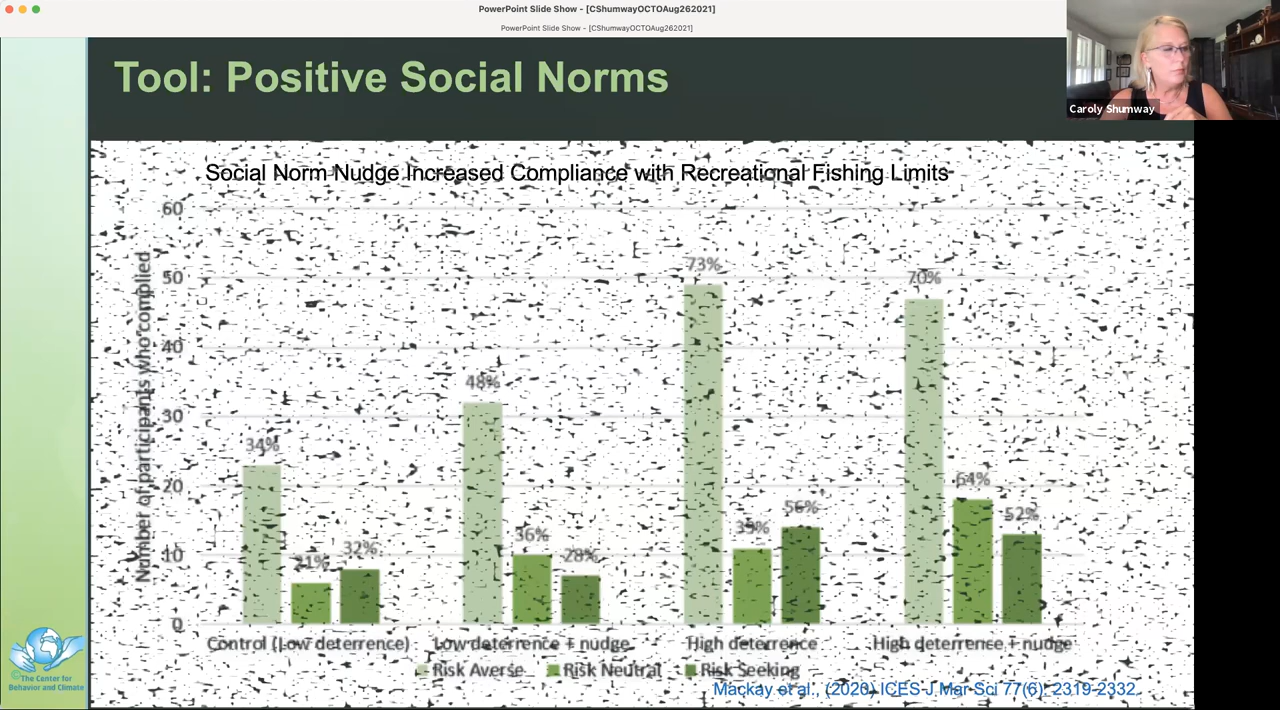 PowerPoint Slide Show - [CShumwayOCTOAug262021]
PowerPoint Slide Show - [CShumwayOCTOAug262021]
Caroly Shumway
Tool: Positive Social Norms
Social Norm Nudge Increased Compliance with Recreational Fishing Limits
Number of participants who complied
60
50
40
30
20
10
0
34%
21%
32%
48%
36%
28%
73%
39%
56%
70%
64%
52%
Control (Low deterrence)
Low deterrence + nudge
High deterrence
High deterrence + nudge
Risk Averse
Risk Neutral
Risk Seeking
Mackay et al., (2020) ICES J Mar Sci 77(6): 2319-2332.
The Center for
Behavior and Climate